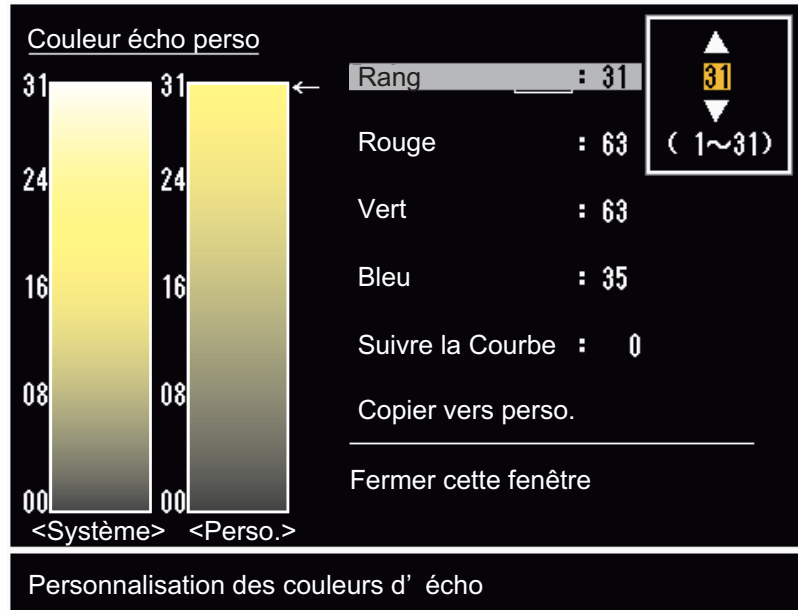 Couleur écho perso
31
24
16
08
00
<Système>
31
24
16
08
00
<Perso.>
←
Rang : 31
Rouge : 63
Vert : 63
Bleu : 35
Suivre la Courbe : 0
Copier vers perso.
Fermer cette fenêtre
▲
31
▼
( 1~31)
Personnalisation des couleurs d’ écho